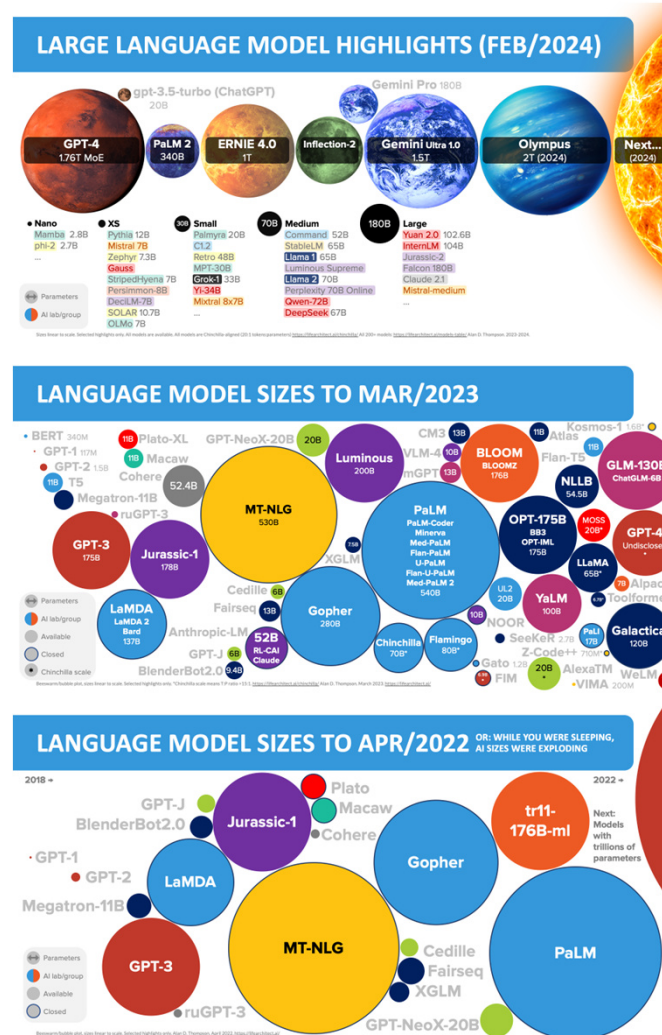 LARGE LANGUAGE MODEL HIGHLIGHTS (FEB/2024)
gpt-3.5-turbo (ChatGPT)
20B
Gemini Pro 180B
GPT-4
1.76T MoE
PaLM 2
340B
ERNIE 4.0
1T
Inflection-2
Gemini Ultra 1.0
1.5T
Olympus
2T (2024)
Next...
(2024)
Nano
Mamba 2.8B
phi-2 2.7B
...
XS
Pythia 12B
Mistral 7B
Zephyr 7.3B
Gauss
StripedHyena 7B
Persimmon-8B
DeciLM-7B
SOLAR 10.7B
OLMo 7B
30B
Small
Palmyra 20B
C1.2
Retro 48B
MPT-30B
Grok-1 33B
Yi-34B
Mixtral 8x7B
...
70B
Medium
Command 52B
StableLM 65B
Llama 1 65B
Luminous Supreme
Llama 2 70B
Perplexity 70B Online
Qwen-72B
DeepSeek 67B
180B
Large
Yuan 2.0 102.6B
InternLM 104B
Jurassic-2
Falcon 180B
Claude 2.1
Mistral-medium
...
Parameters
AI lab/group
LANGUAGE MODEL SIZES TO MAR/2023
BERT 340M
GPT-1 117M
GPT-2 1.5B
11B T5
Megatron-11B
ruGPT-3
11B Plato-XL
11B Macaw
Cohere
52.4B
GPT-NeoX-20B
20B
Luminous
200B
CM3 13B
VLM-4 10B
mGPT 13B
BLOOM
BLOOMZ
176B
11B
Atlas
Kosmos-1 1.6B*
11B
Flan-T5
NLLB
54.5B
GLM-130B
ChatGLM-6B
GPT-3
175B
Jurassic-1
178B
MT-NLG
530B
7.5B
XGLM
PaLM
PaLM-Coder
Minerva
Med-PaLM
Flan-PaLM
U-PaLM
Flan-U-PaLM
Med-PaLM 2
540B
OPT-175B
BB3
OPT-IML
175B
MOSS
20B*
GPT-4
LLaMA
65B*
7B
LaMDA
LaMDA 2
Bard
137B
Cedille 6B
Fairseq 13B
Anthropic-LM
52B
RL-CAI
Claude
GPT-J 6B
BlenderBot2.0 9.4B
Gopher
280B
Chinchilla
70B*
Flamingo
80B*
10B
NOOR
UL2
20B
YaLM
100B
PaLI
17B
Galactica
120B
SeeKeR 2.7B
Z-Code++ 710M*
Gato 1.2B
FIM
20B
AlexaTM
VIMA 200M
WeLM
Parameters
AI lab/group
Available
Closed
Chinchilla scale
LANGUAGE MODEL SIZES TO APR/2022
OR: WHILE YOU WERE SLEEPING,
AI SIZES WERE EXPLODING
2018
2022
GPT-J
BlenderBot2.0
Jurassic-1
Plato
Macaw
Cohere
GPT-1
GPT-2
LaMDA
Gopher
tr11-
176B-ml
Next:
Models
with
trillions of
parameters
Megatron-11B
GPT-3
MT-NLG
ruGPT-3
Cedille
Fairseq
XGLM
GPT-NeoX-20B
PaLM
Parameters
AI lab/group
Available
Closed